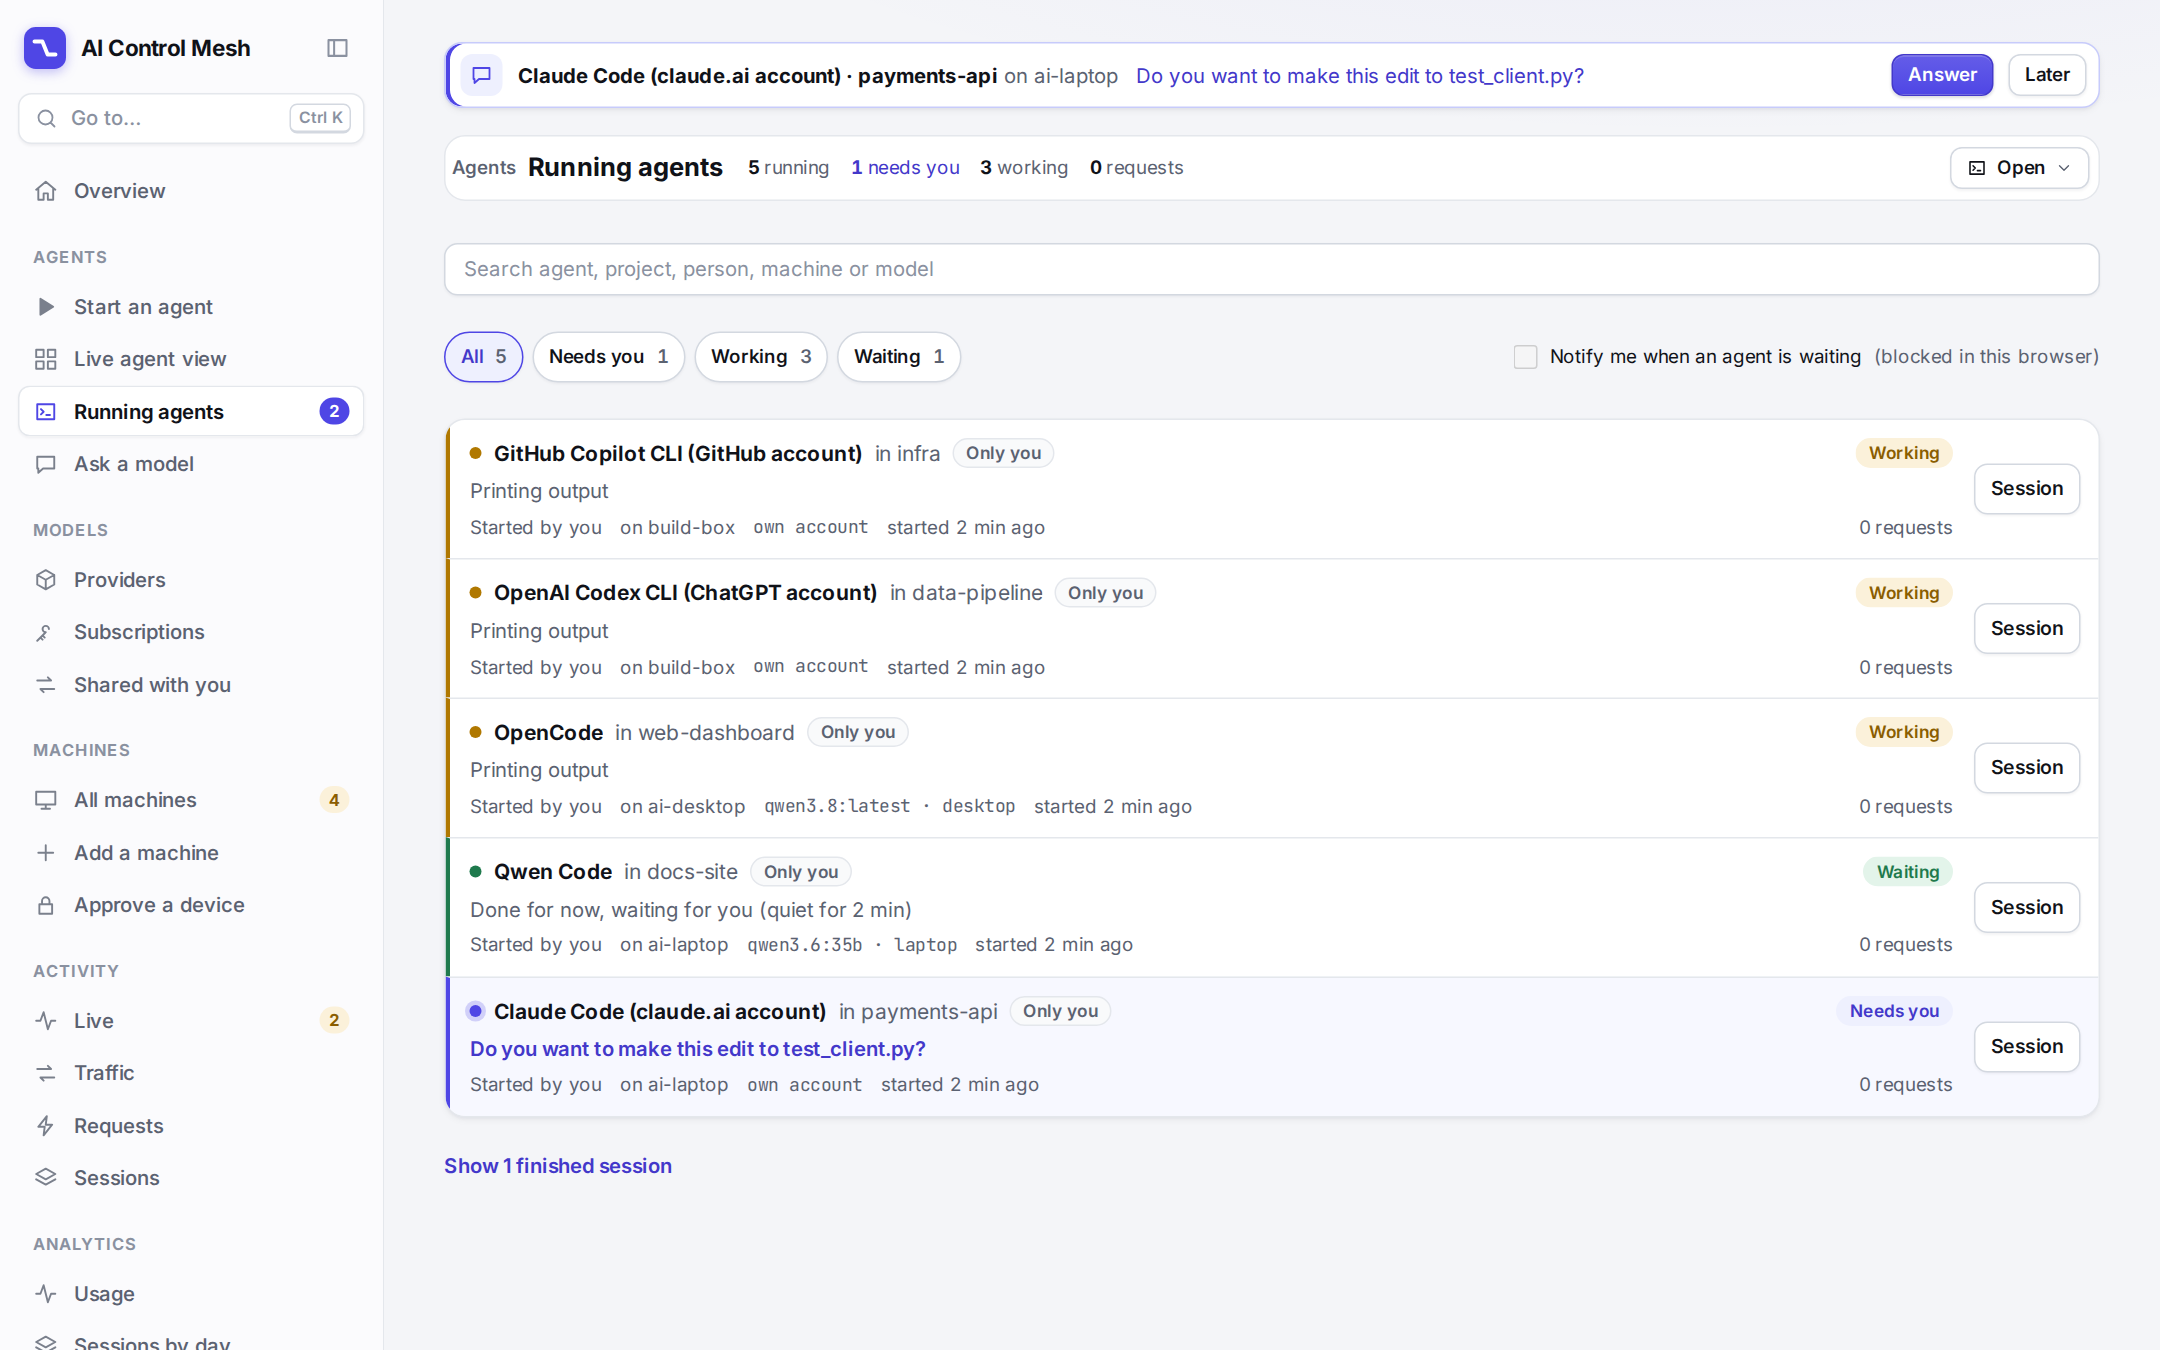 AI Control Mesh
Go to...
Ctrl K
Overview
AGENTS
Start an agent
Live agent view
Running agents 2
Ask a model
MODELS
Providers
Subscriptions
Shared with you
MACHINES
All machines 4
Add a machine
Approve a device
ACTIVITY
Live 2
Traffic
Requests
Sessions
ANALYTICS
Usage
Sessions by day
Claude Code (claude.ai account) · payments-api on ai-laptop Do you want to make this edit to test_client.py? Answer Later
Agents Running agents 5 running 1 needs you 3 working 0 requests Open
Search agent, project, person, machine or model
All 5 Needs you 1 Working 3 Waiting 1 Notify me when an agent is waiting (blocked in this browser)
GitHub Copilot CLI (GitHub account) in infra Only you Working
Printing output Session
Started by you on build-box own account started 2 min ago 0 requests
OpenAI Codex CLI (ChatGPT account) in data-pipeline Only you Working
Printing output Session
Started by you on build-box own account started 2 min ago 0 requests
OpenCode in web-dashboard Only you Working
Printing output Session
Started by you on ai-desktop qwen3.8:latest · desktop started 2 min ago 0 requests
Qwen Code in docs-site Only you Waiting
Done for now, waiting for you (quiet for 2 min) Session
Started by you on ai-laptop qwen3.6:35b · laptop started 2 min ago 0 requests
Claude Code (claude.ai account) in payments-api Only you Needs you
Do you want to make this edit to test_client.py? Session
Started by you on ai-laptop own account started 2 min ago 0 requests
Show 1 finished session